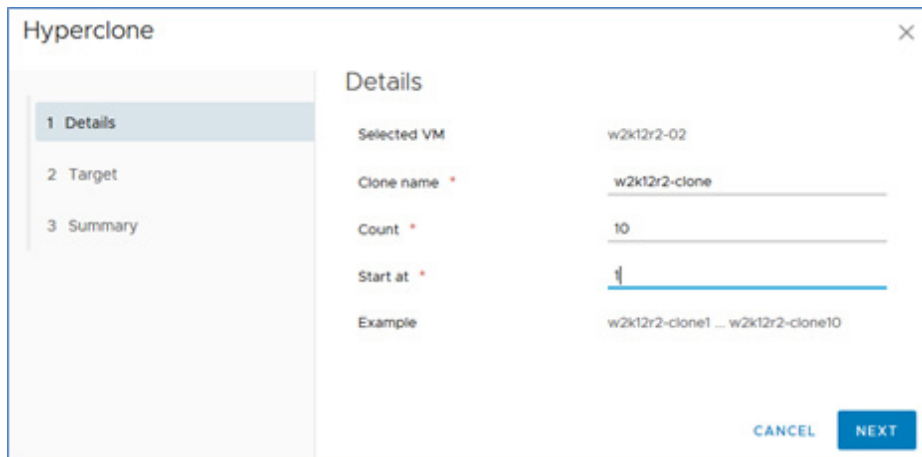 Hyperclone
1 Details
2 Target
3 Summary
Details
Selected VM w2k12r2-02
Clone name * w2k12r2-clone
Count * 10
Start at * 1
Example w2k12r2-clone1 ... w2k12r2-clone10
CANCEL NEXT